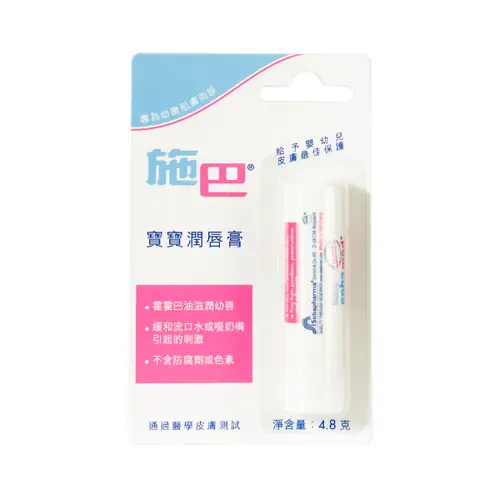 專為幼嫩肌膚而設
施巴®
給予嬰幼兒
皮膚最佳保護
寶寶潤唇膏
• 霍霍巴油滋潤幼唇
• 緩和流口水或吸奶嘴
引起的刺激
• 不含防腐劑或色素
Sebapharma
通過醫學皮膚測試
淨含量：4.8 克